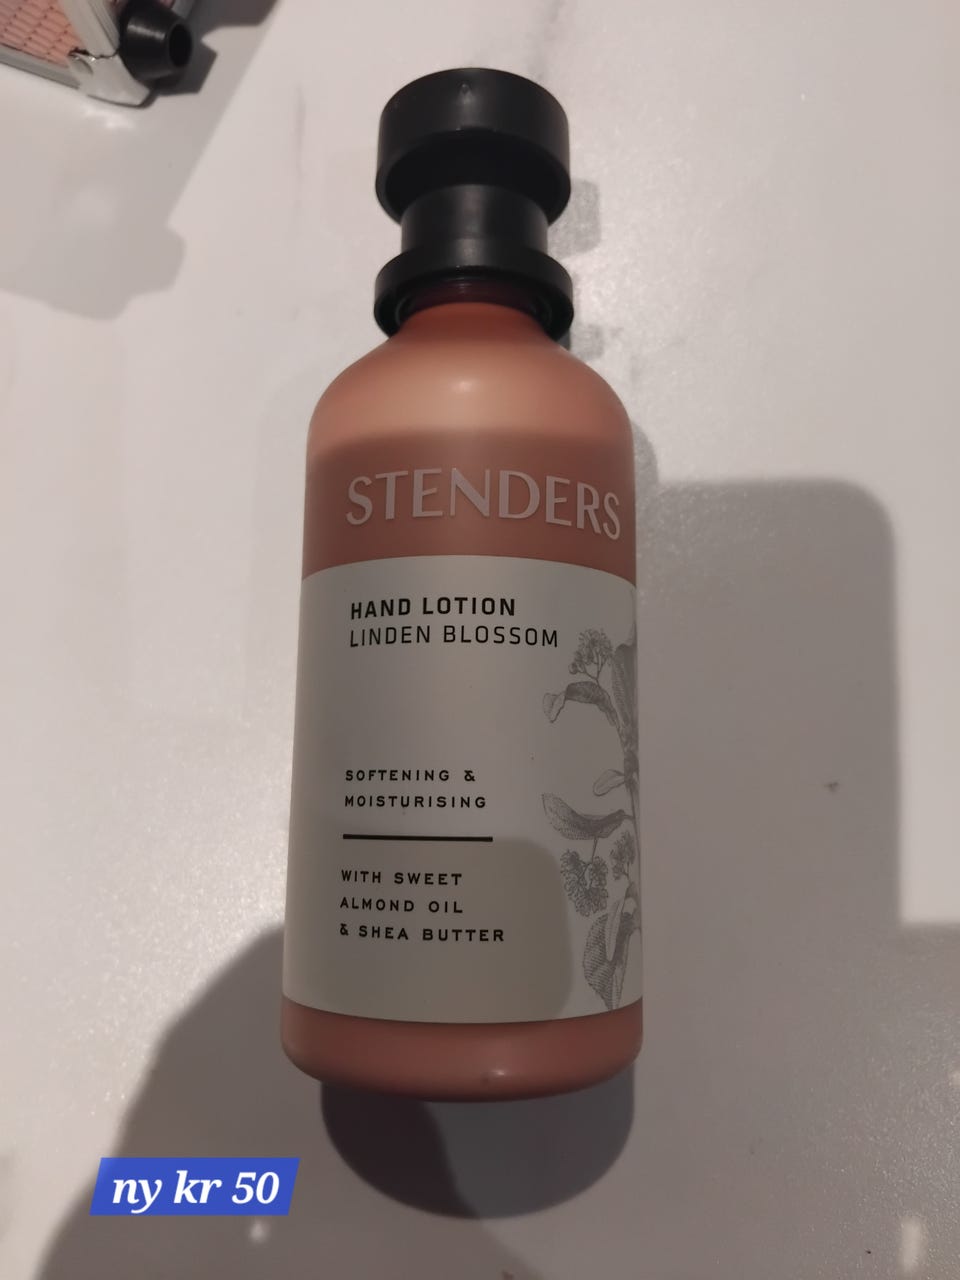 STENDERS
HAND LOTION
LINDEN BLOSSOM
SOFTENING &
MOISTURISING
WITH SWEET
ALMOND OIL
& SHEA BUTTER
ny kr 50